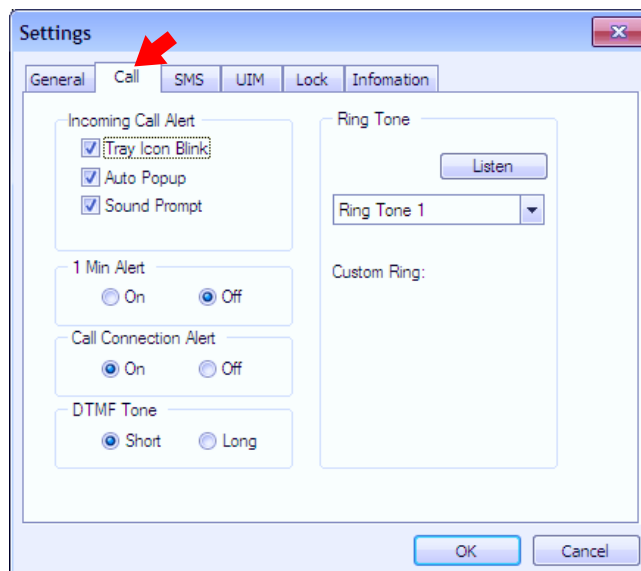 Settings
General Call SMS UIM Lock Infomation
Incoming Call Alert
Tray Icon Blink
Auto Popup
Sound Prompt
1 Min Alert
On Off
Call Connection Alert
On Off
DTMF Tone
Short Long
Ring Tone
Listen
Ring Tone 1
Custom Ring:
OK Cancel